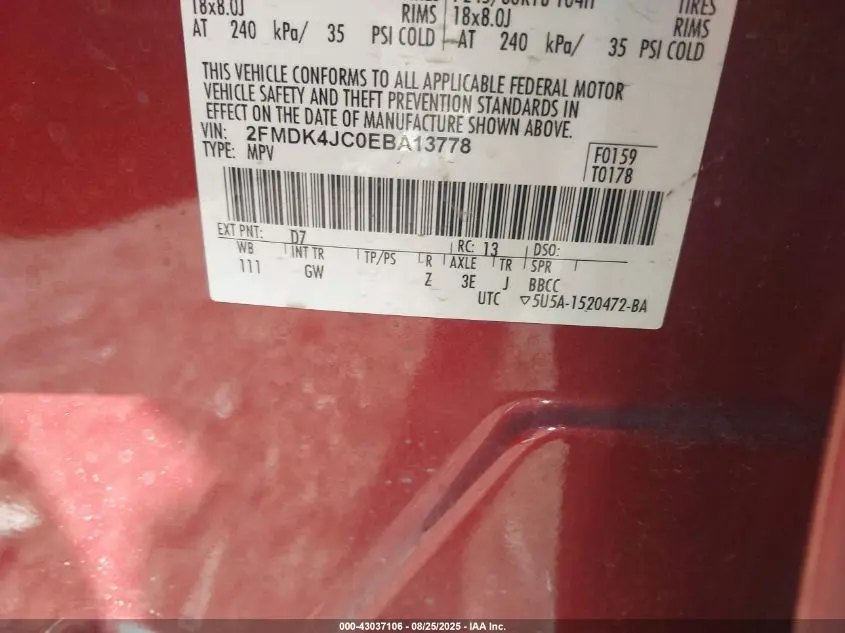 18x8.0J RIMS 18x8.0J RIMS
TIRES
AT 240 kPa/ 35 PSI COLD AT 240 kPa/ 35 PSI COLD
THIS VEHICLE CONFORMS TO ALL APPLICABLE FEDERAL MOTOR
VEHICLE SAFETY AND THEFT PREVENTION STANDARDS IN
EFFECT ON THE DATE OF MANUFACTURE SHOWN ABOVE.
VIN: 2FMDK4JC0EBA13778
TYPE: MPV
F0159
T0178
EXT PNT: D7 RC: 13 DSO:
WB INT TR TP/PS R AXLE TR SPR
111 GW Z 3E J BBCC
UTC ▽5U5A-1520472-BA
000-43037106 - 08/25/2025 - IAA Inc.